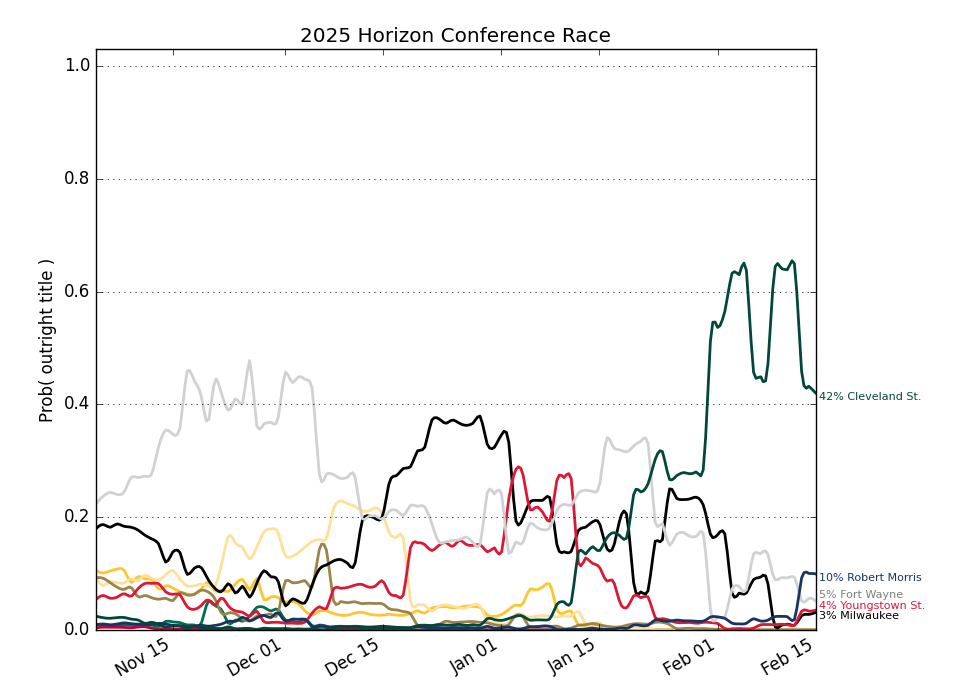 2025 Horizon Conference Race
Prob( outright title )
1.0
0.8
0.6
0.4
0.2
0.0
Nov 15
Dec 01
Dec 15
Jan 01
Jan 15
Feb 01
Feb 15
42% Cleveland St.
10% Robert Morris
5% Fort Wayne
4% Youngstown St.
3% Milwaukee